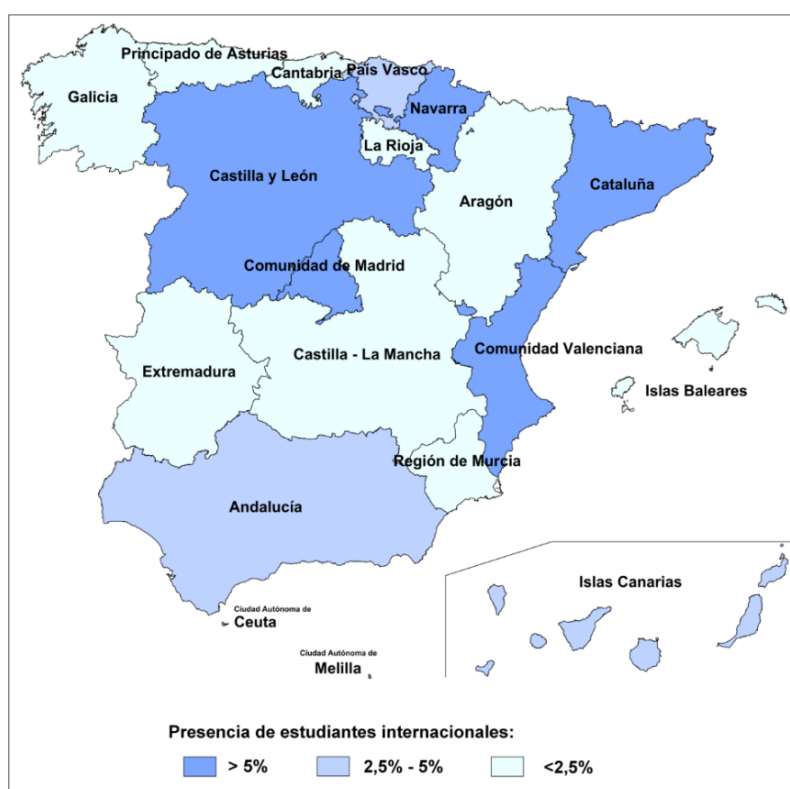 Principado de Asturias
Cantabria
País Vasco
Galicia
Navarra
La Rioja
Castilla y León
Cataluña
Aragón
Comunidad de Madrid
Comunidad Valenciana
Castilla - La Mancha
Extremadura
Islas Baleares
Región de Murcia
Andalucía
Islas Canarias
Ciudad Autónoma de
Ceuta
Ciudad Autónoma de
Melilla
Presencia de estudiantes internacionales:
> 5%
2,5% - 5%
<2,5%